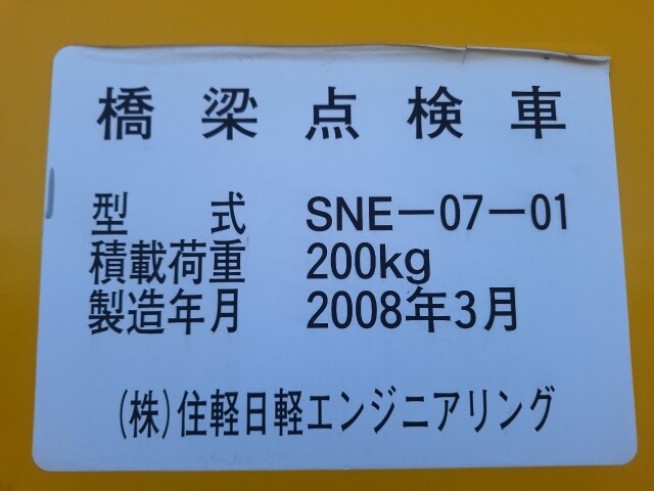 橋梁点検車
型式 SNE－07－01
積載荷重 200kg
製造年月 2008年3月
(株)住軽日軽エンジニアリング